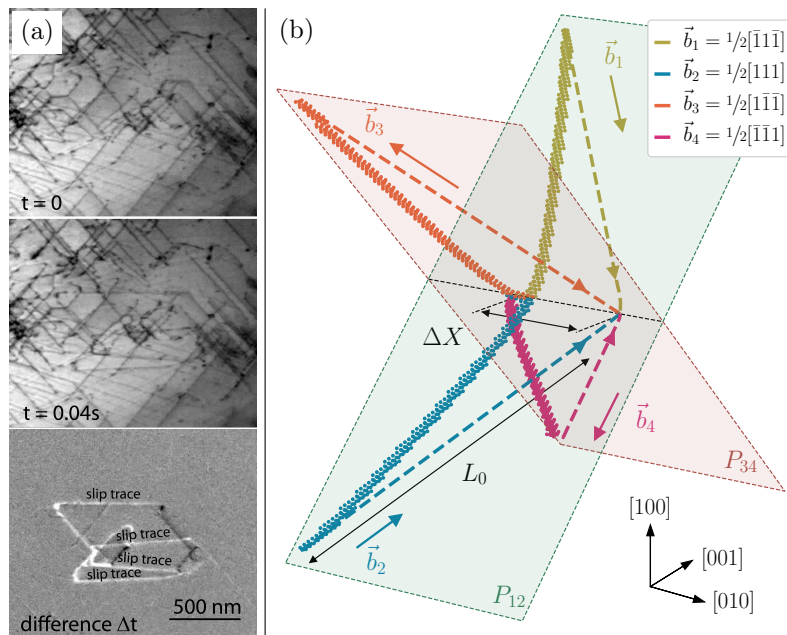 (a)
t = 0
t = 0.04s
slip trace
slip trace
slip trace
slip trace
difference Δt
500 nm
(b)
b⃗₁ = 1/2[1̄11̄]
b⃗₂ = 1/2[111]
b⃗₃ = 1/2[11̄1̄]
b⃗₄ = 1/2[1̄1̄1]
b⃗₁
b⃗₃
ΔX
b⃗₄
L₀
P₃₄
b⃗₂
P₁₂
[100]
[001]
[010]